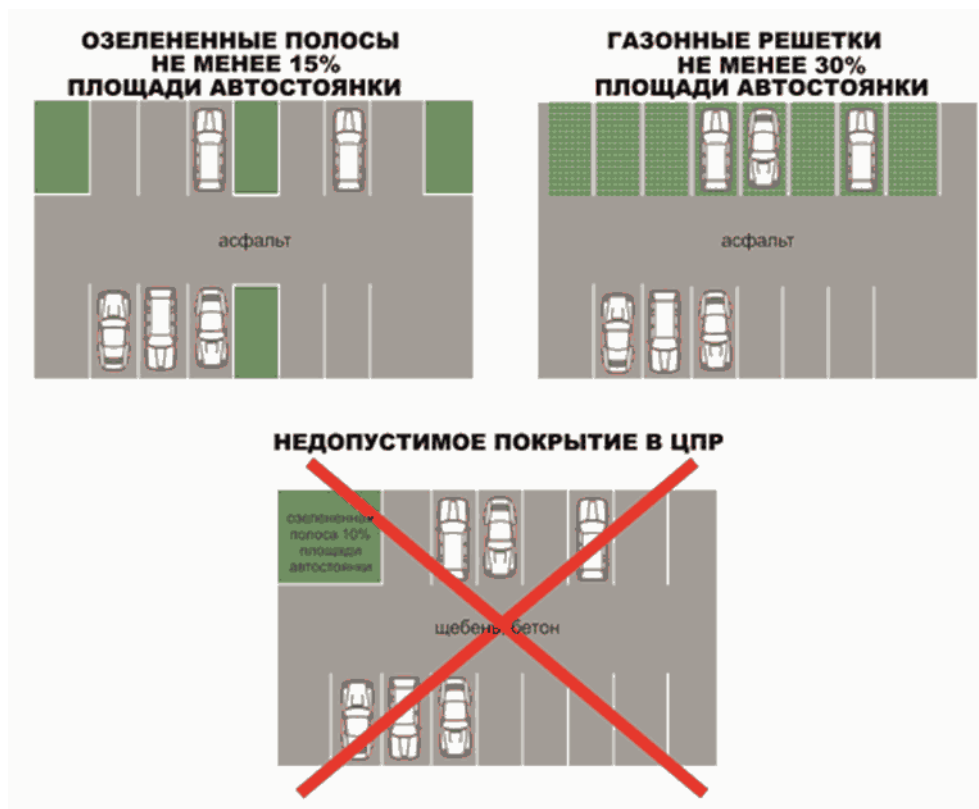 ОЗЕЛЕНЕННЫЕ ПОЛОСЫ
НЕ МЕНЕЕ 15%
ПЛОЩАДИ АВТОСТОЯНКИ
асфальт
ГАЗОННЫЕ РЕШЕТКИ
НЕ МЕНЕЕ 30%
ПЛОЩАДИ АВТОСТОЯНКИ
асфальт
НЕДОПУСТИМОЕ ПОКРЫТИЕ В ЦПР
озелененная
полоса 10%
площади
автостоянки
щебень, бетон